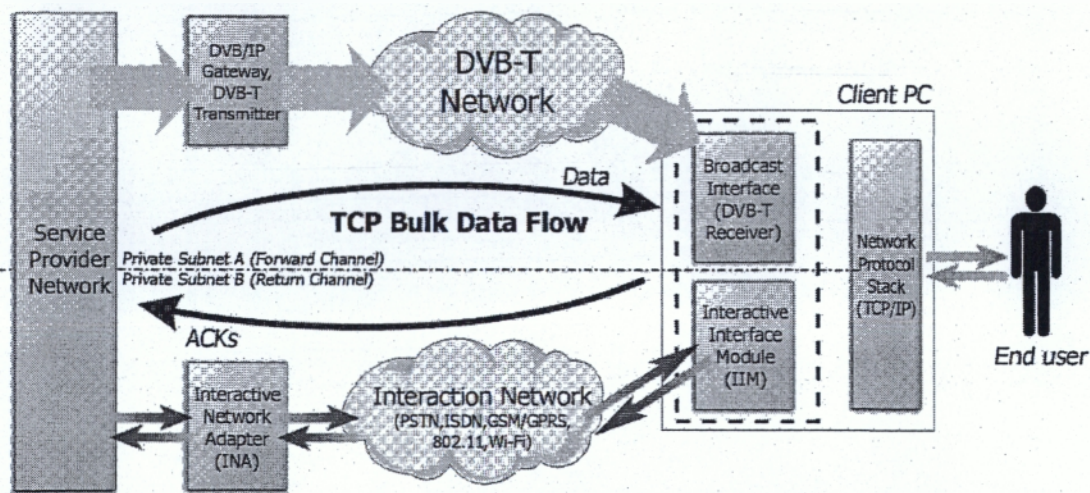 DVB/IP
Gateway,
DVB-T
Transmitter
DVB-T
Network
Client PC
Broadcast
Interface
(DVB-T
Receiver)
Data
TCP Bulk Data Flow
Service
Provider
Network
Private Subnet A (Forward Channel)
Private Subnet B (Return Channel)
Network
Protocol
Stack
(TCP/IP)
ACKs
Interactive
Interface
Module
(IIM)
End user
Interactive
Network
Adapter
(INA)
Interaction Network
(PSTN,ISDN,GSM/GPRS,
802.11,Wi-Fi)